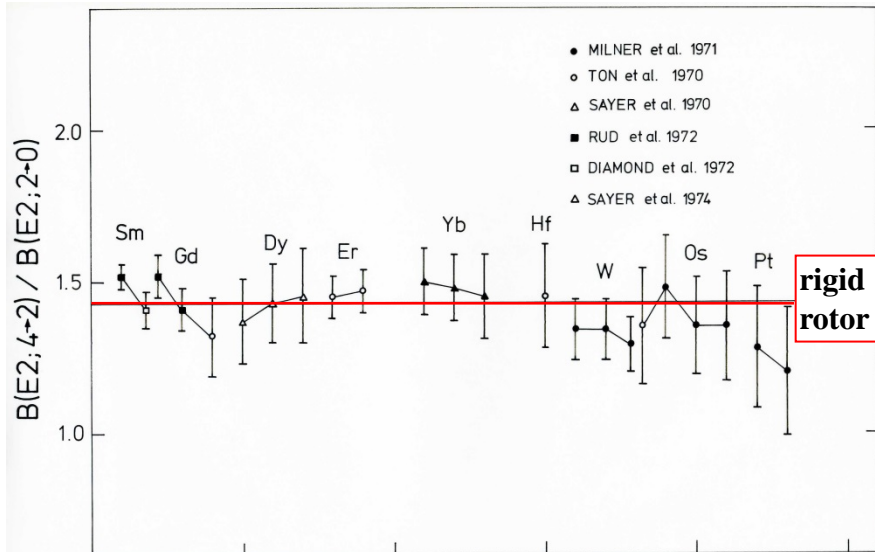 B(E2; 4→2) / B(E2; 2→0)
2.0
1.5
1.0
MILNER et al. 1971
TON et al. 1970
SAYER et al. 1970
RUD et al. 1972
DIAMOND et al. 1972
SAYER et al. 1974
Sm
Gd
Dy
Er
Yb
Hf
W
Os
Pt
rigid
rotor